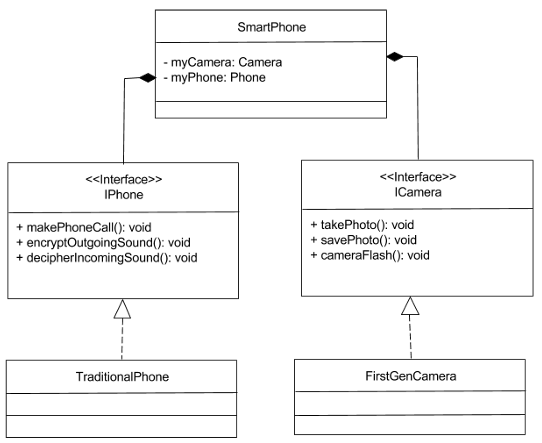 SmartPhone
- myCamera: Camera
- myPhone: Phone
<<Interface>>
IPhone
+ makePhoneCall(): void
+ encryptOutgoingSound(): void
+ decipherIncomingSound(): void
<<Interface>>
ICamera
+ takePhoto(): void
+ savePhoto(): void
+ cameraFlash(): void
TraditionalPhone
FirstGenCamera